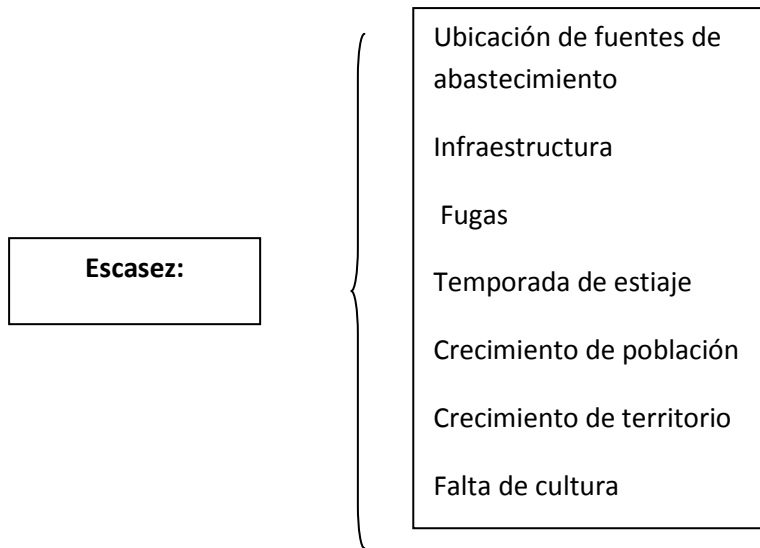 Escasez:
Ubicación de fuentes de
abastecimiento
Infraestructura
Fugas
Temporada de estiaje
Crecimiento de población
Crecimiento de territorio
Falta de cultura